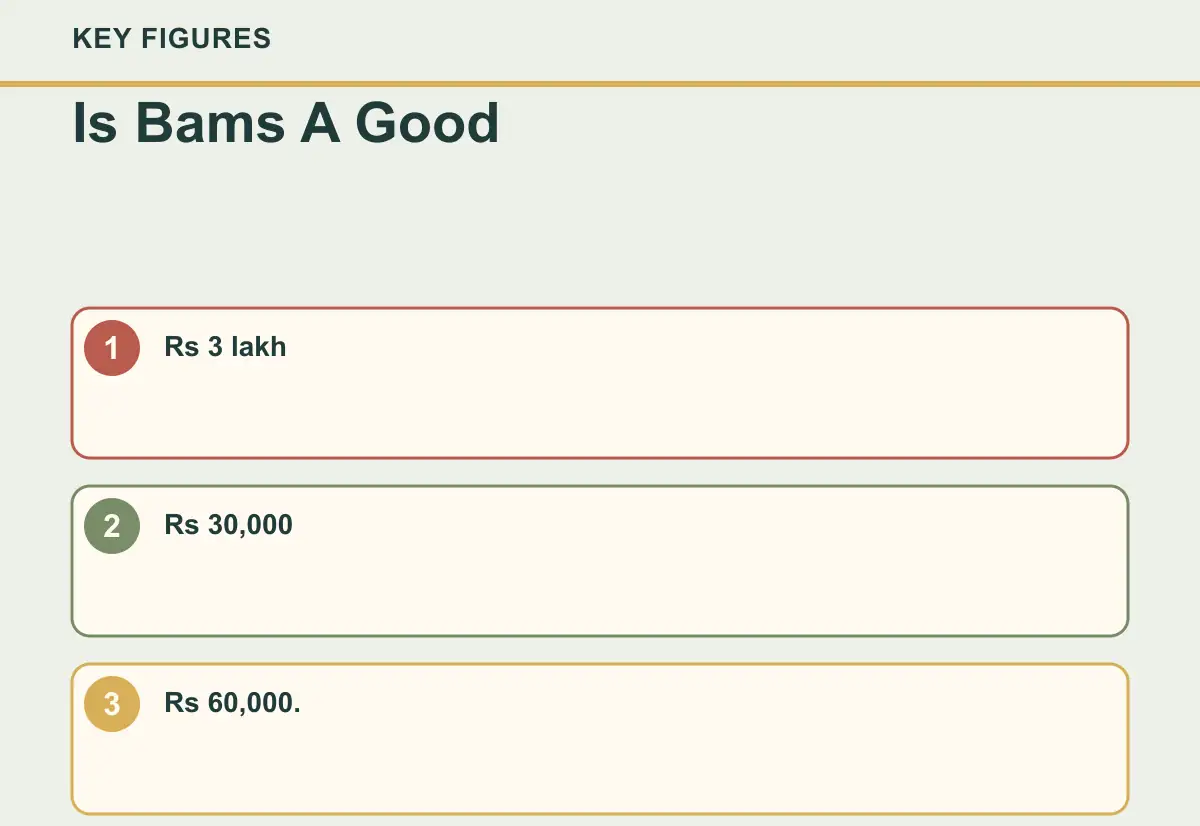 KEY FIGURES
Is Bams A Good
1 Rs 3 lakh
2 Rs 30,000
3 Rs 60,000.